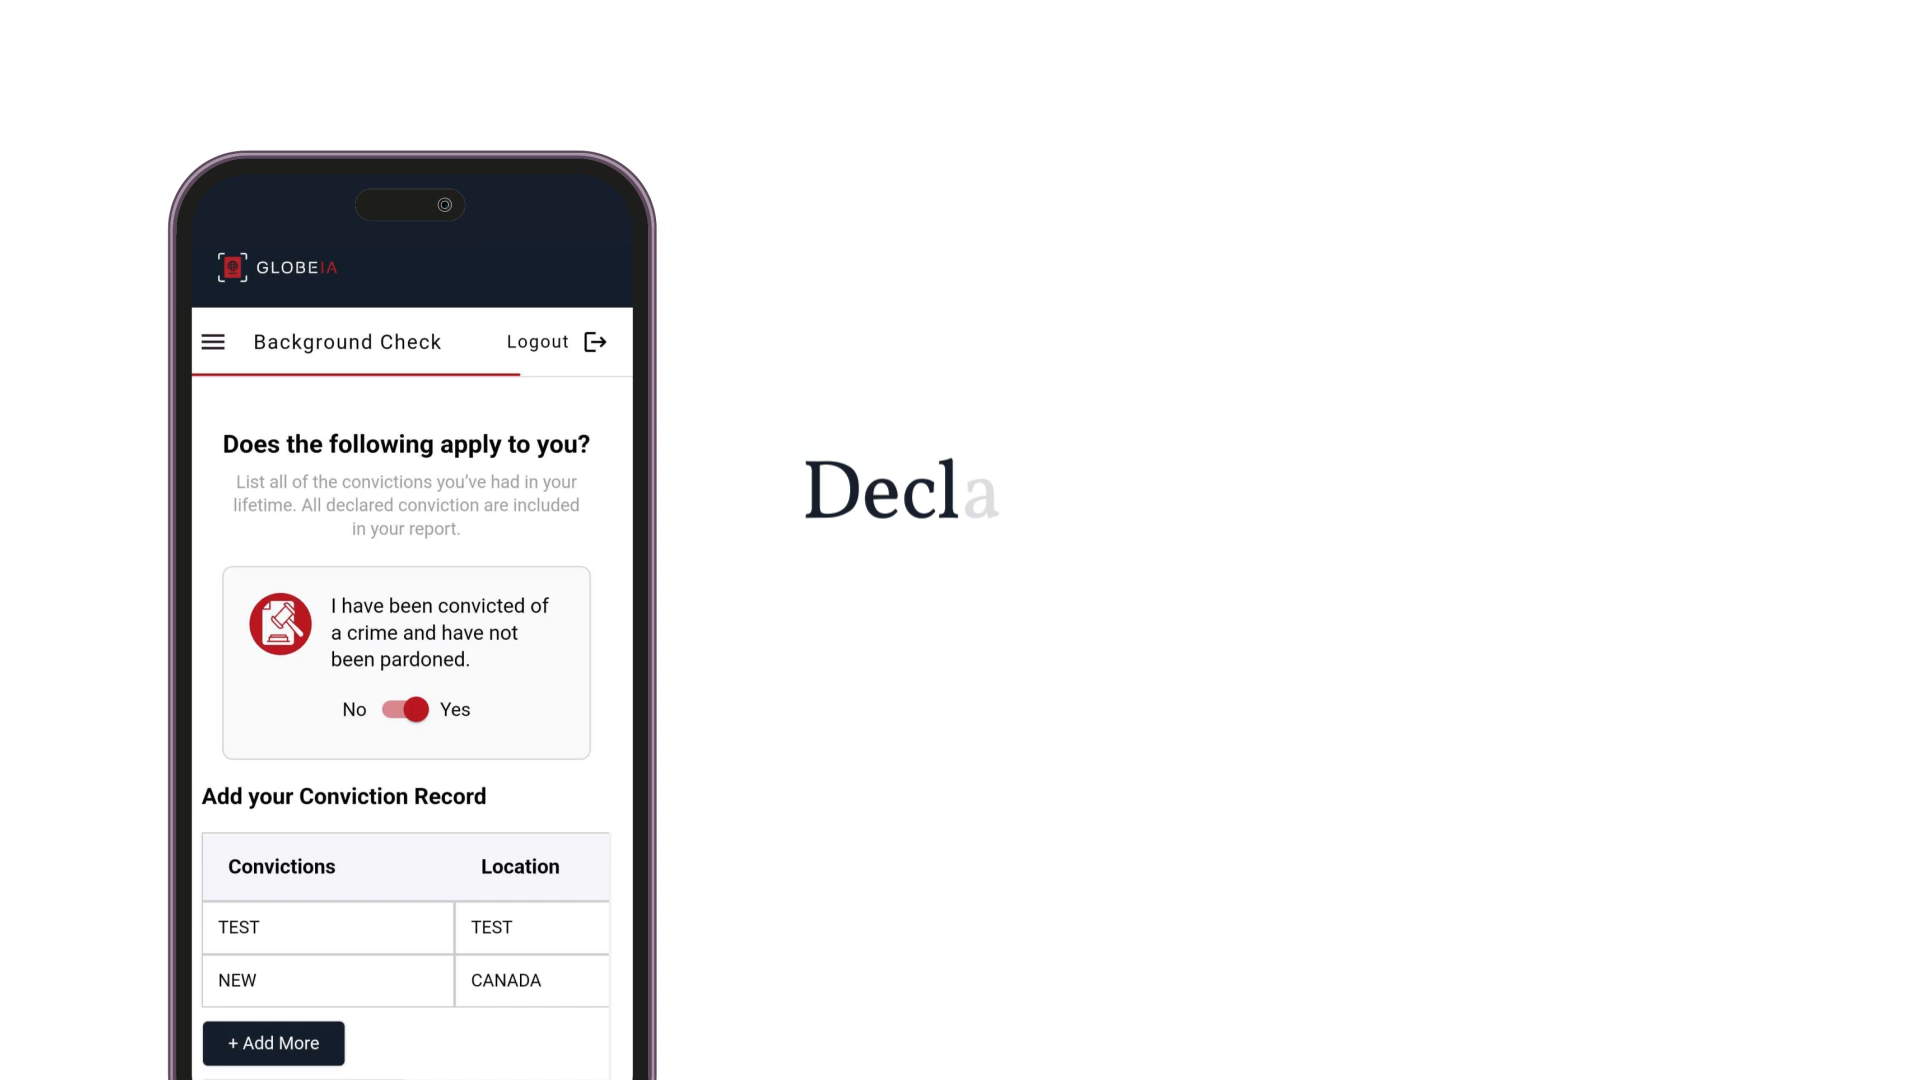 GLOBEIA
Background Check
Logout
Does the following apply to you?
List all of the convictions you’ve had in your
lifetime. All declared conviction are included
in your report.
I have been convicted of
a crime and have not
been pardoned.
No
Yes
Add your Conviction Record
Convictions
Location
TEST
TEST
NEW
CANADA
+ Add More
Decla